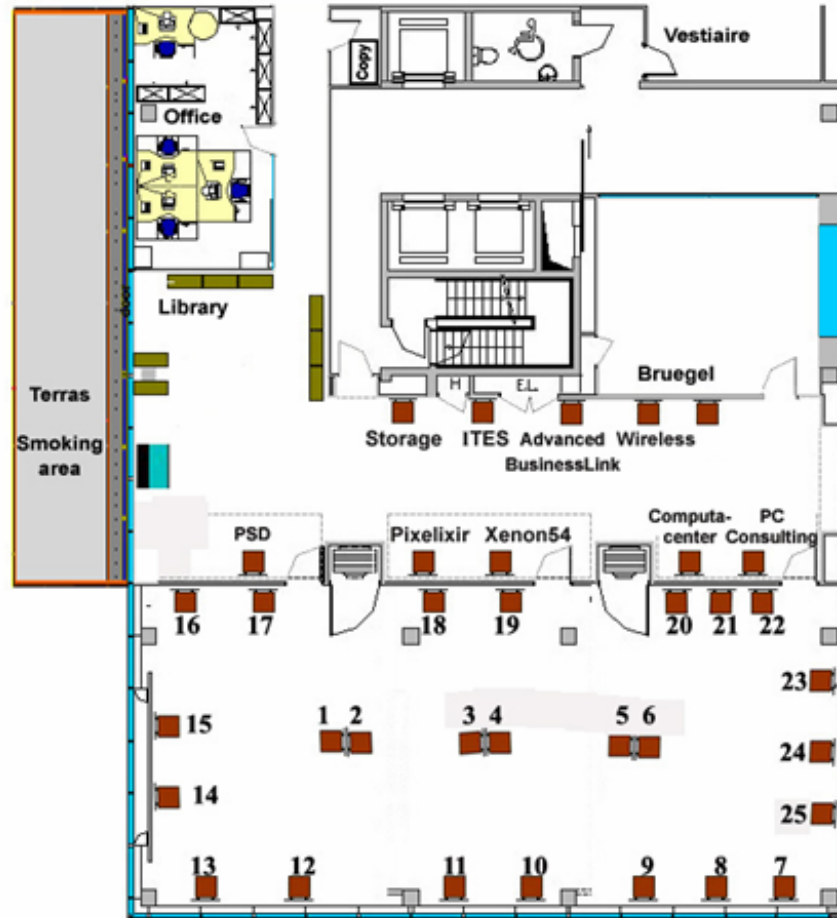 Vestiaire
Copy
Office
Library
Terras
Smoking
area
Bruegel
H
E.L.
Storage
ITES
Advanced
BusinessLink
Wireless
PSD
Pixelixir
Xenon54
Computa-
center
PC
Consulting
16
17
18
19
20
21
22
23
15
1
2
3
4
5
6
24
14
25
13
12
11
10
9
8
7